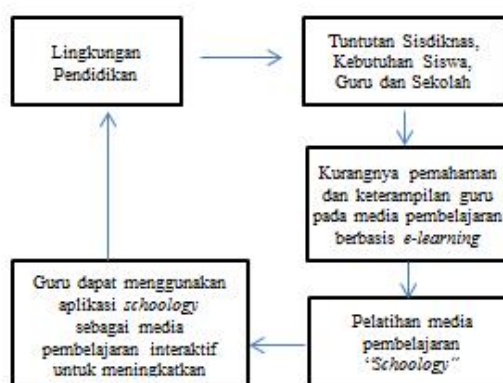 Lingkungan
Pendidikan
Tuntutan Sisdiknas,
Kebutuhan Siswa,
Guru dan Sekolah
Kurangnya pemahaman
dan keterampilan guru
pada media pembelajaran
berbasis e-learning
Pelatihan media
pembelajaran
“Schoology”
Guru dapat menggunakan
aplikasi schoology
sebagai media
pembelajaran interaktif
untuk meningkatkan